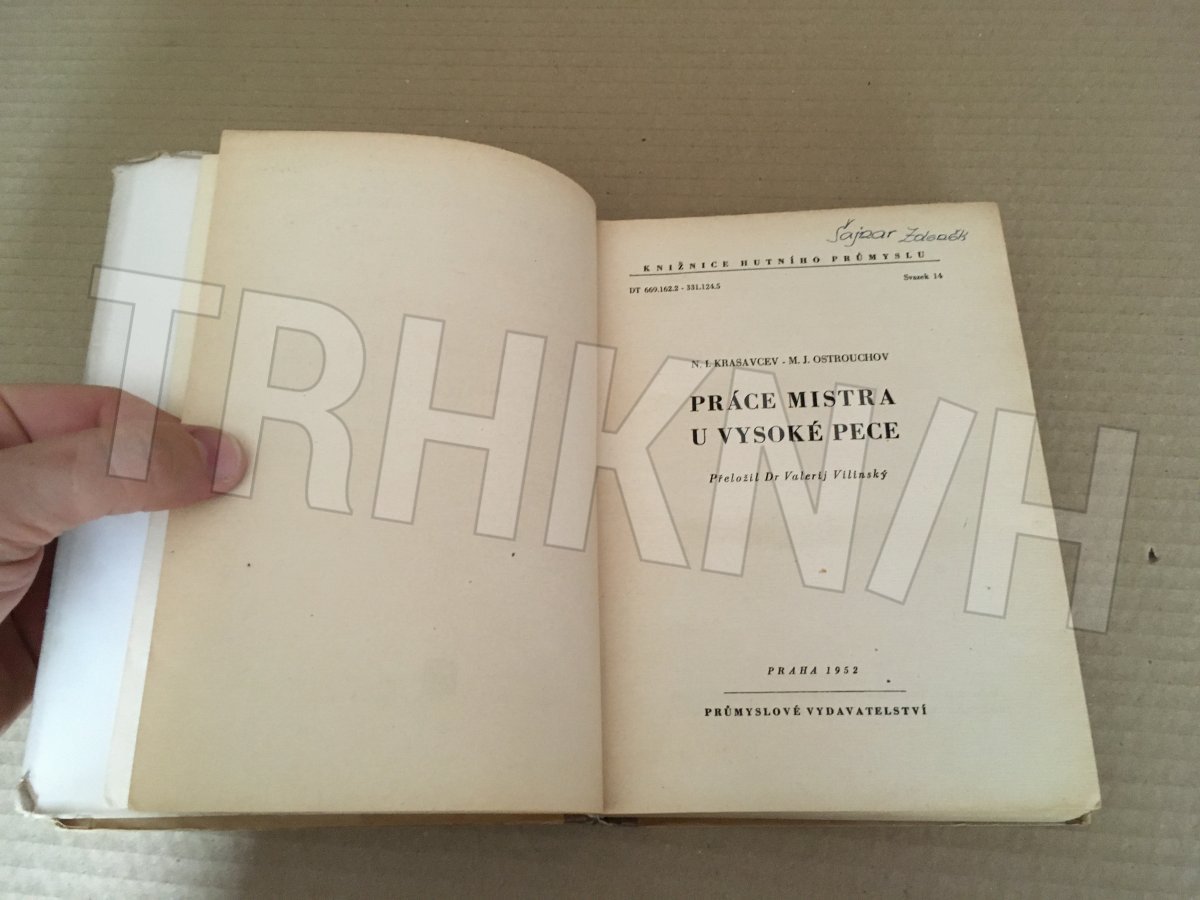 Šajnar Zdeněk
KNIŽNICE HUTNÍHO PRŮMYSLU
DT 669.162.2 - 331.124.5
Svazek 14
N. I. KRASAVCEV - M. J. OSTROUCHOV
PRÁCE MISTRA
U VYSOKÉ PECE
Přeložil Dr Valerij Vilinský
PRAHA 1952
PRŮMYSLOVÉ VYDAVATELSTVÍ
TRHKNIH